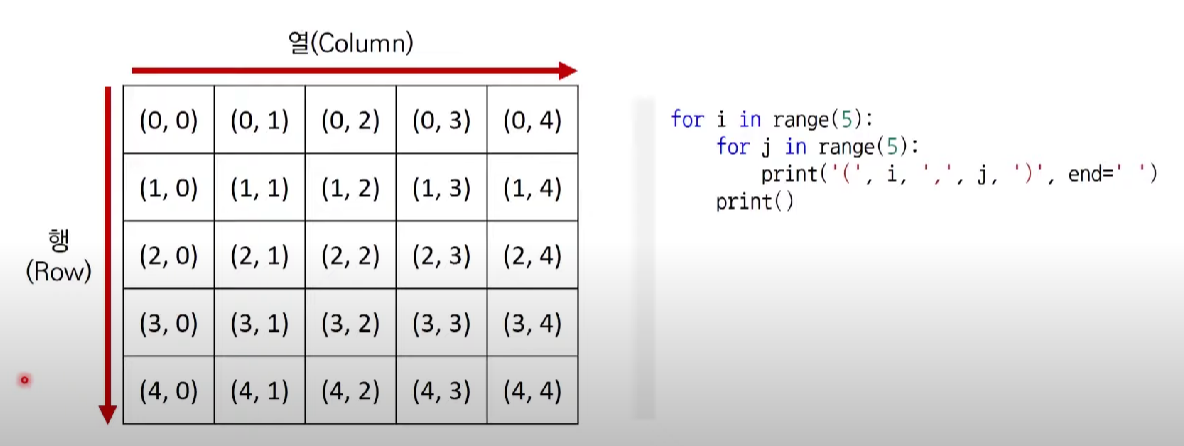 열(Column)
행
(Row)
(0, 0) (0, 1) (0, 2) (0, 3) (0, 4)
(1, 0) (1, 1) (1, 2) (1, 3) (1, 4)
(2, 0) (2, 1) (2, 2) (2, 3) (2, 4)
(3, 0) (3, 1) (3, 2) (3, 3) (3, 4)
(4, 0) (4, 1) (4, 2) (4, 3) (4, 4)
for i in range(5):
    for j in range(5):
        print('(', i, ',', j, ')', end=' ')
    print()